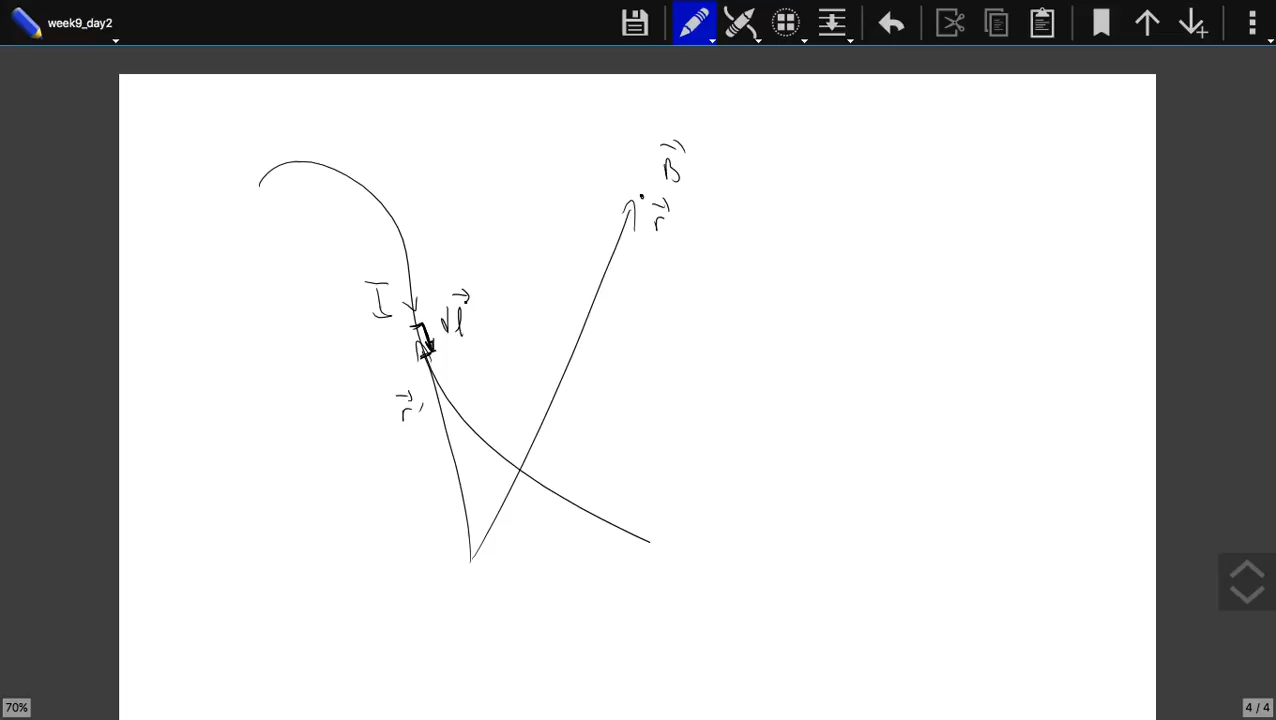 week9_day2
B⃗
r⃗
I
dl⃗
r⃗'
70%
4 / 4